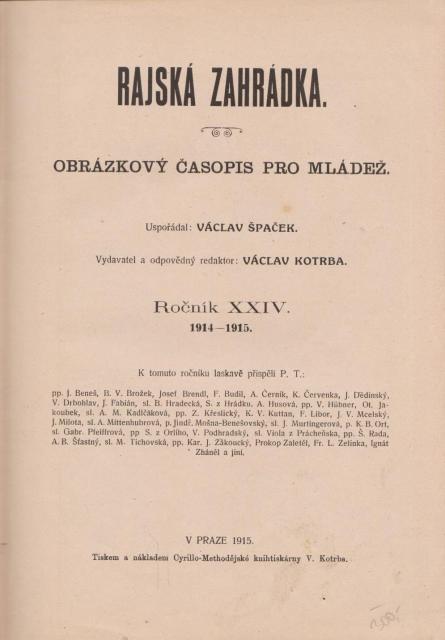 RAJSKÁ ZAHRÁDKA.
OBRÁZKOVÝ ČASOPIS PRO MLÁDEŽ.
Uspořádal: VÁCLAV ŠPAČEK.
Vydavatel a odpovědný redaktor: VÁCLAV KOTRBA.
Ročník XXIV.
1914—1915.
K tomuto ročníku laskavě přispěli P. T.:
pp. J. Beneš, B. V. Brožek, Josef Brendl, F. Budil, A. Černík, K. Červenka, J. Dědinský,
V. Drbohlav, J. Fabián, sl. B. Hradecká, S. z Hrádku, A. Husová, pp. V. Hübner, Ot. Ja-
koubek, sl. A. M. Kadlčáková, pp. Z. Křeslický, K. V. Kuttan, F. Libor, J. V. Mcelský,
J. Milota, sl. A. Mittenhubrová, p. Jindř. Mošna-Benešovský, sl. J. Murtingerová, p. K. B. Ort,
sl. Gabr. Pfeiffrová, pp S. z Orlího, V. Podhradský, sl. Viola z Prácheňska, pp. Š. Rada,
A. B. Šťastný, sl. M. Tichovská, pp. Kar. J. Zákoucký, Prokop Zaletěl, Fr. L. Zelinka, Ignát
Zháněl a jiní.
V PRAZE 1915.
Tiskem a nákladem Cyrillo-Methodějské knihtiskárny V. Kotrba.